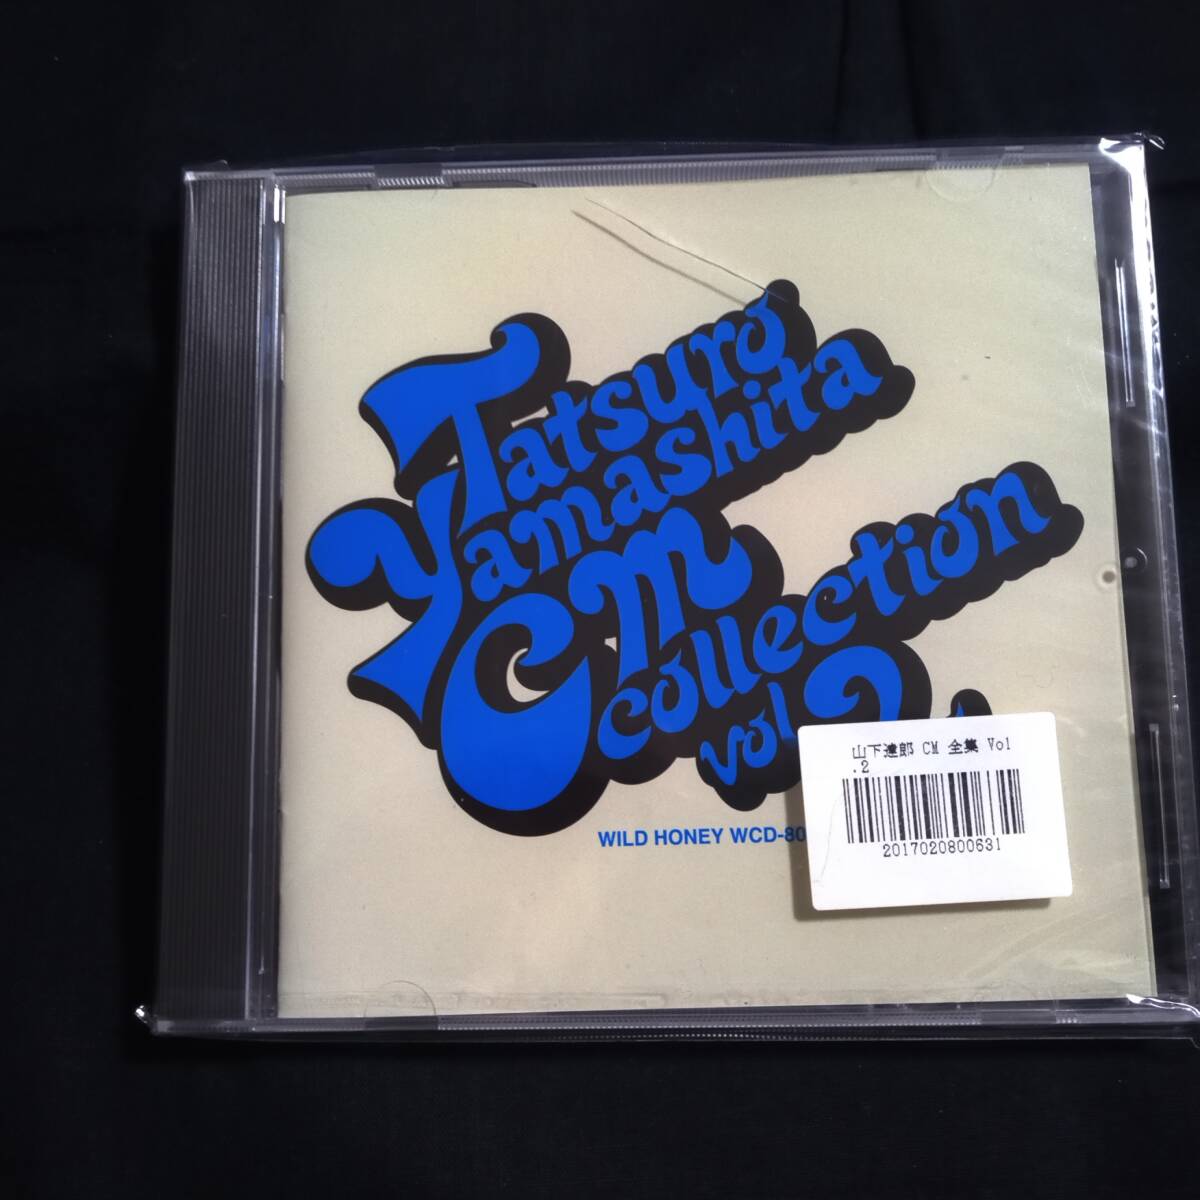 Tatsuro
Yamashita
CM
collection
vol 2
WILD HONEY WCD-80
山下達郎 CM 全集 Vol
.2
2017020800631